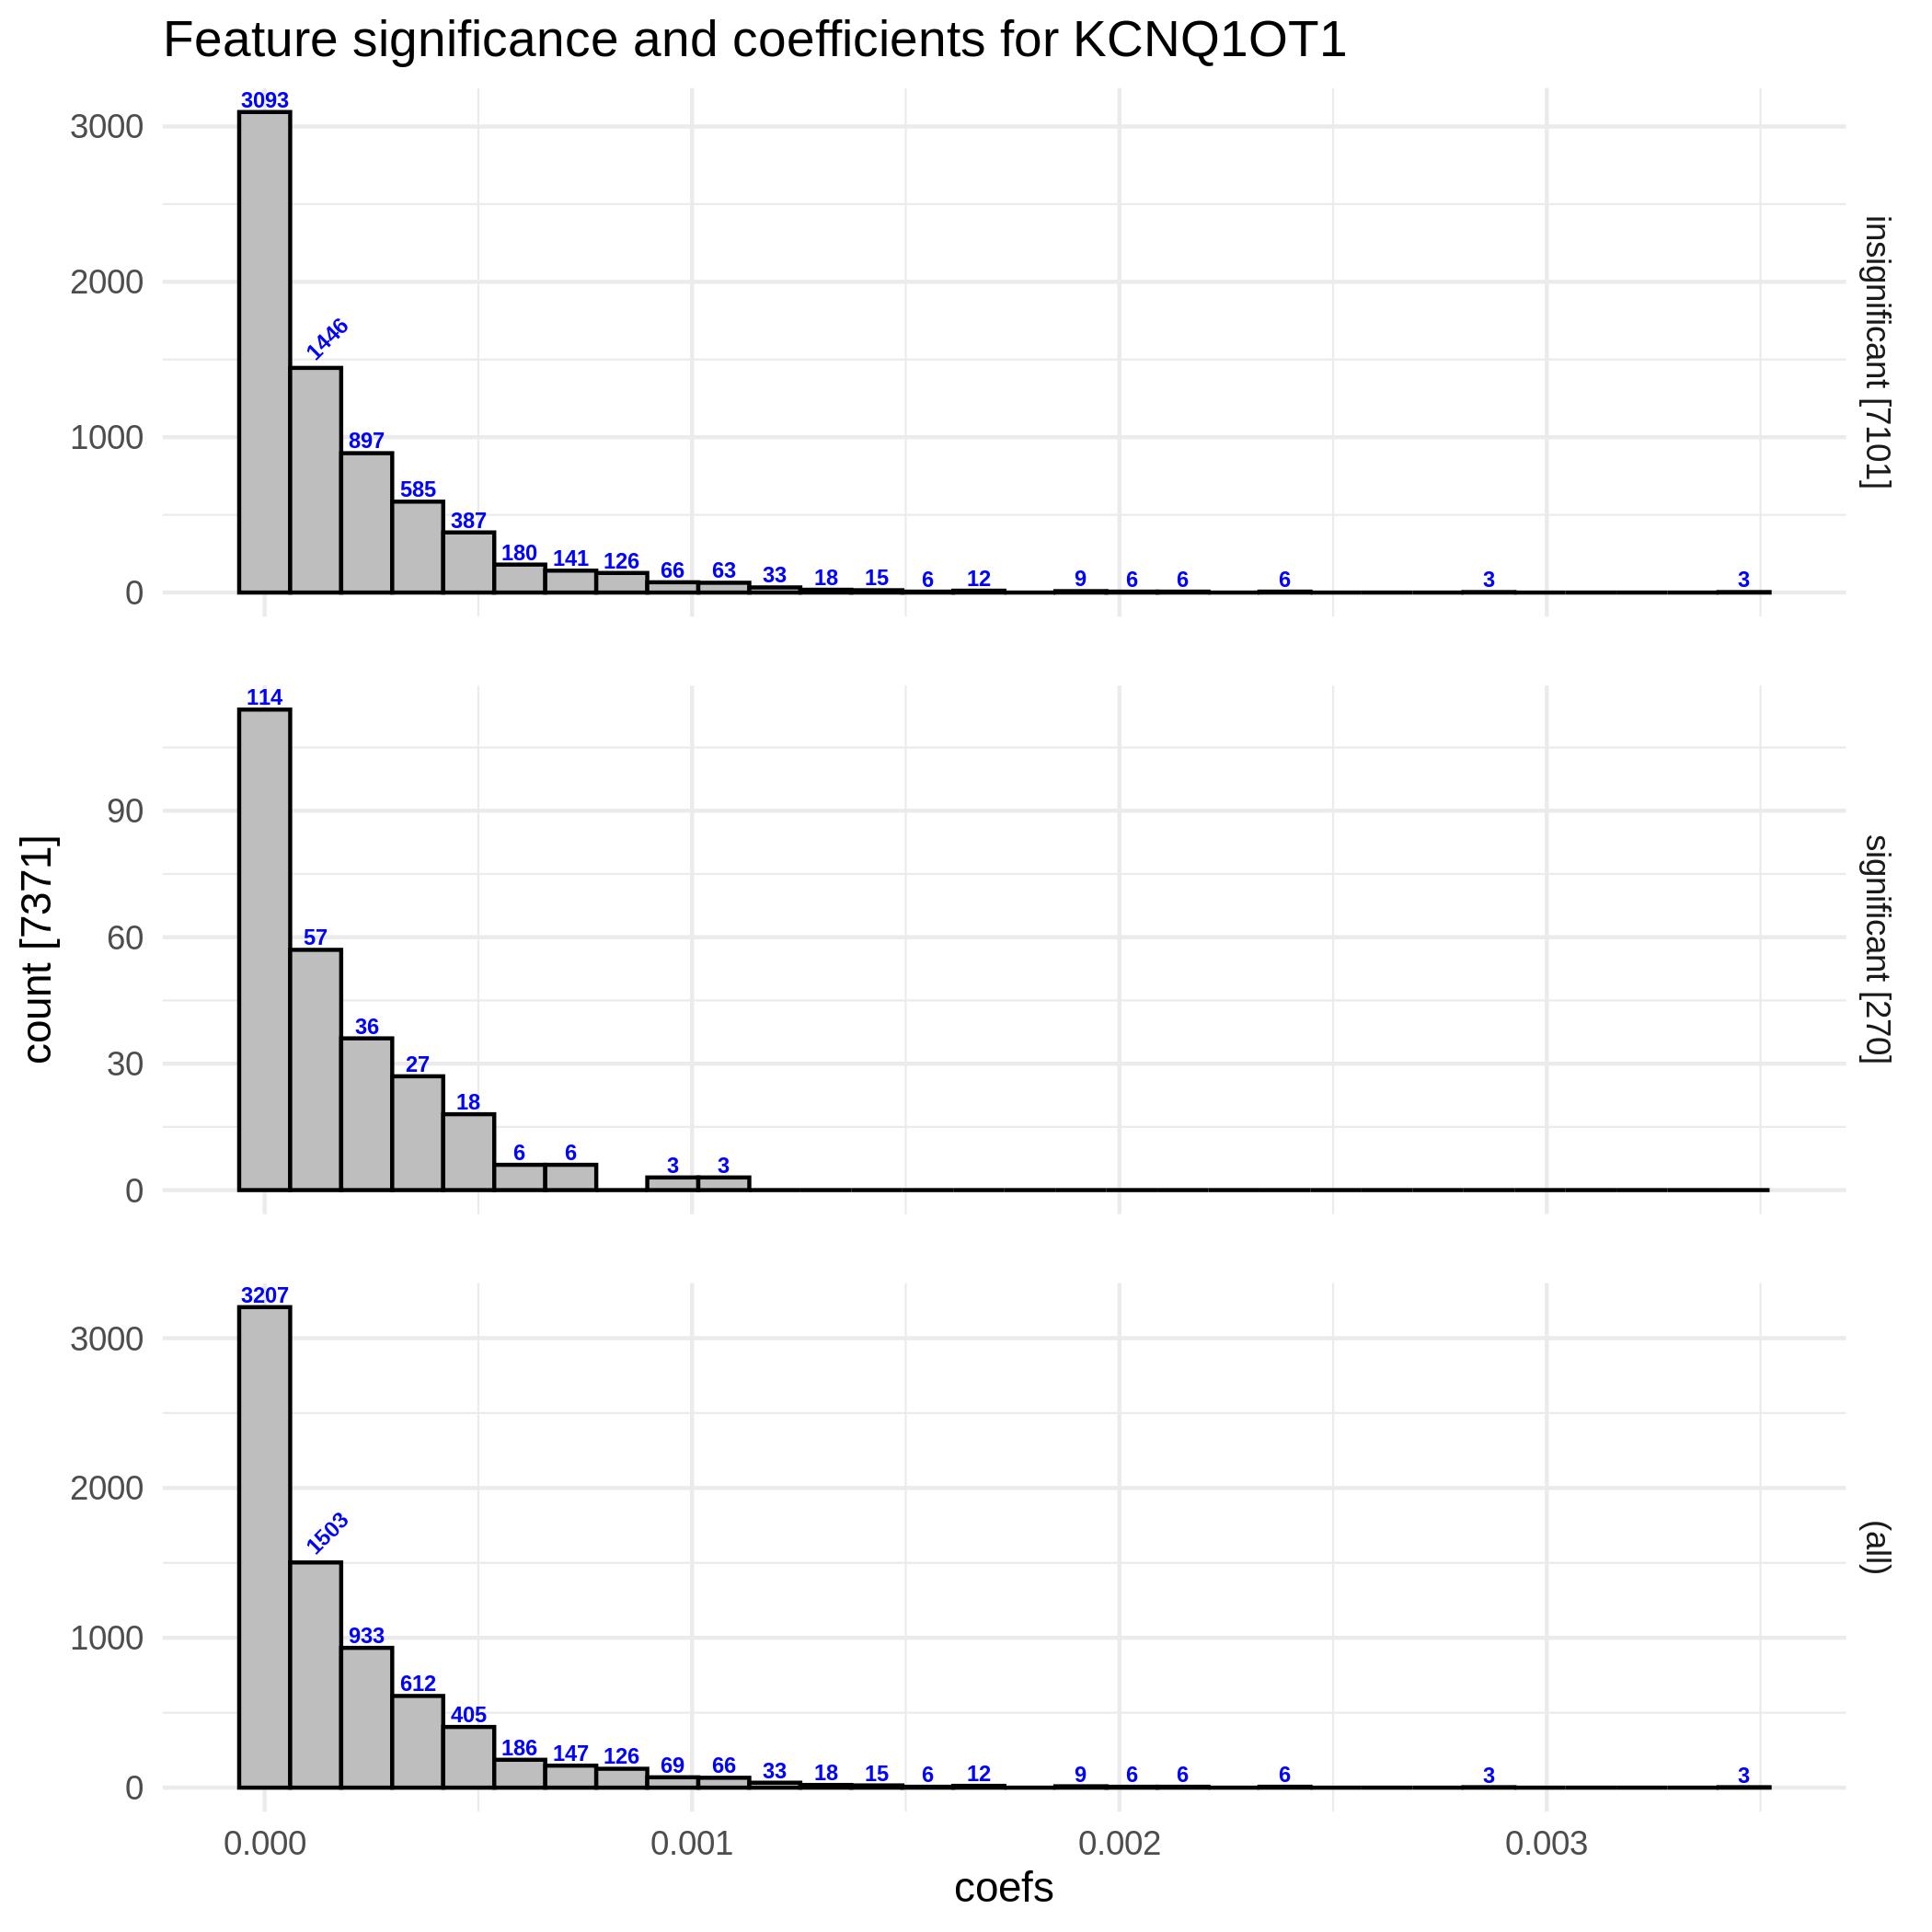 Feature significance and coefficients for KCNQ1OT1
3093
3000
2000
1446
1000
897
585
387
180 141 126 66 63 33 18 15 6 12 9 6 6 6 3 3
0
insignificant [7101]
114
90
60
57
36
30
27
18
6 6 3 3
0
significant [270]
count [7371]
3207
3000
2000
1503
1000
933
612
405
186 147 126 69 66 33 18 15 6 12 9 6 6 6 3 3
0
(all)
0.000 0.001 0.002 0.003
coefs